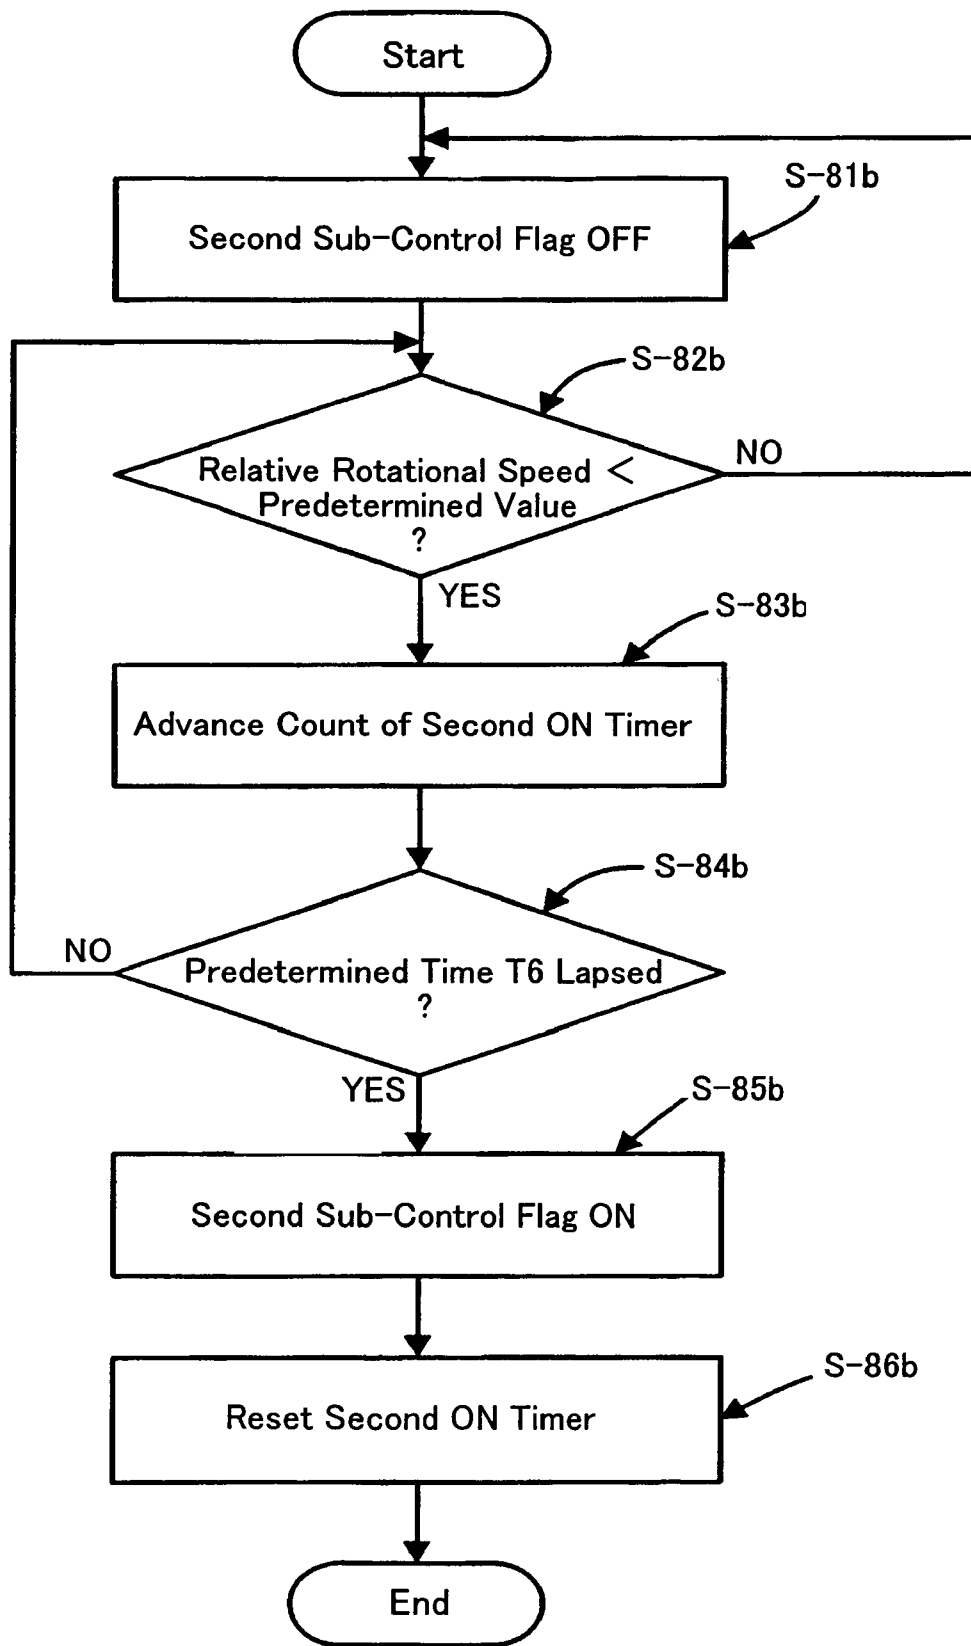 Start
S-81b
Second Sub-Control Flag OFF
S-82b
NO
Relative Rotational Speed <
Predetermined Value
?
YES
S-83b
Advance Count of Second ON Timer
S-84b
NO
Predetermined Time T6 Lapsed
?
YES
S-85b
Second Sub-Control Flag ON
S-86b
Reset Second ON Timer
End